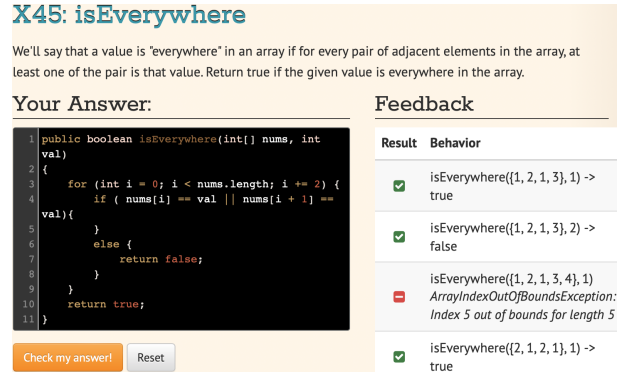 X45: isEverywhere
We'll say that a value is "everywhere" in an array if for every pair of adjacent elements in the array, at
least one of the pair is that value. Return true if the given value is everywhere in the array.
Your Answer:
1 public boolean isEverywhere(int[] nums, int
val)
2 {
3 for (int i = 0; i < nums.length; i += 2) {
4 if ( nums[i] == val || nums[i + 1] ==
val){
5 }
6 else {
7 return false;
8 }
9 }
10 return true;
11 }
Check my answer! Reset
Feedback
Result Behavior
isEverywhere({1, 2, 1, 3}, 1) ->
true
isEverywhere({1, 2, 1, 3}, 2) ->
false
isEverywhere({1, 2, 1, 3, 4}, 1)
ArrayIndexOutOfBoundsException:
Index 5 out of bounds for length 5
isEverywhere({2, 1, 2, 1}, 1) ->
true